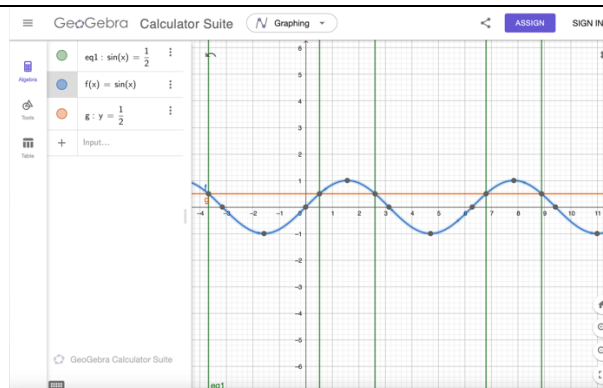 GeoGebra Calculator Suite Graphing ASSIGN SIGN IN
Algebra
Tools
Table
eq1 : sin(x) = 1/2
f(x) = sin(x)
g : y = 1/2
+ Input...
GeoGebra Calculator Suite
6
5
4
3
2
1
-4 -3 -2 -1 0 1 2 3 4 5 6 7 8 9 10 11
-1
-2
-3
-4
-5
-6
f
g
eq1